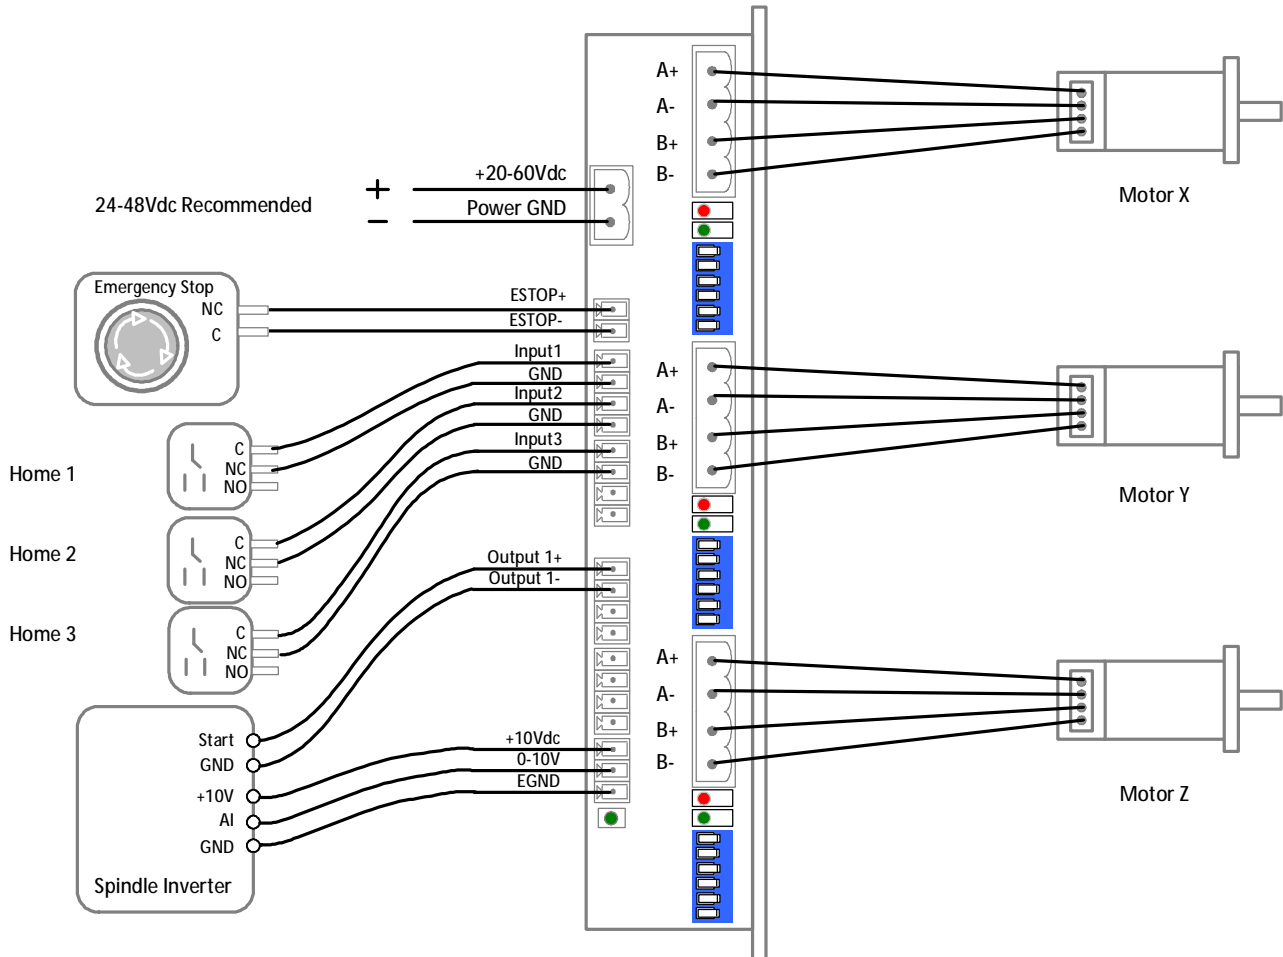 A+
A-
B+
B-
Motor X
+20-60Vdc
24-48Vdc Recommended
+
Power GND
−
Emergency Stop
NC
C
ESTOP+
ESTOP-
Input1
GND
Input2
GND
Input3
GND
A+
A-
B+
B-
Motor Y
Home 1
C
NC
NO
Home 2
C
NC
NO
Home 3
C
NC
NO
Output 1+
Output 1-
A+
A-
B+
B-
Motor Z
Start
GND
+10V
AI
GND
Spindle Inverter
+10Vdc
0-10V
EGND